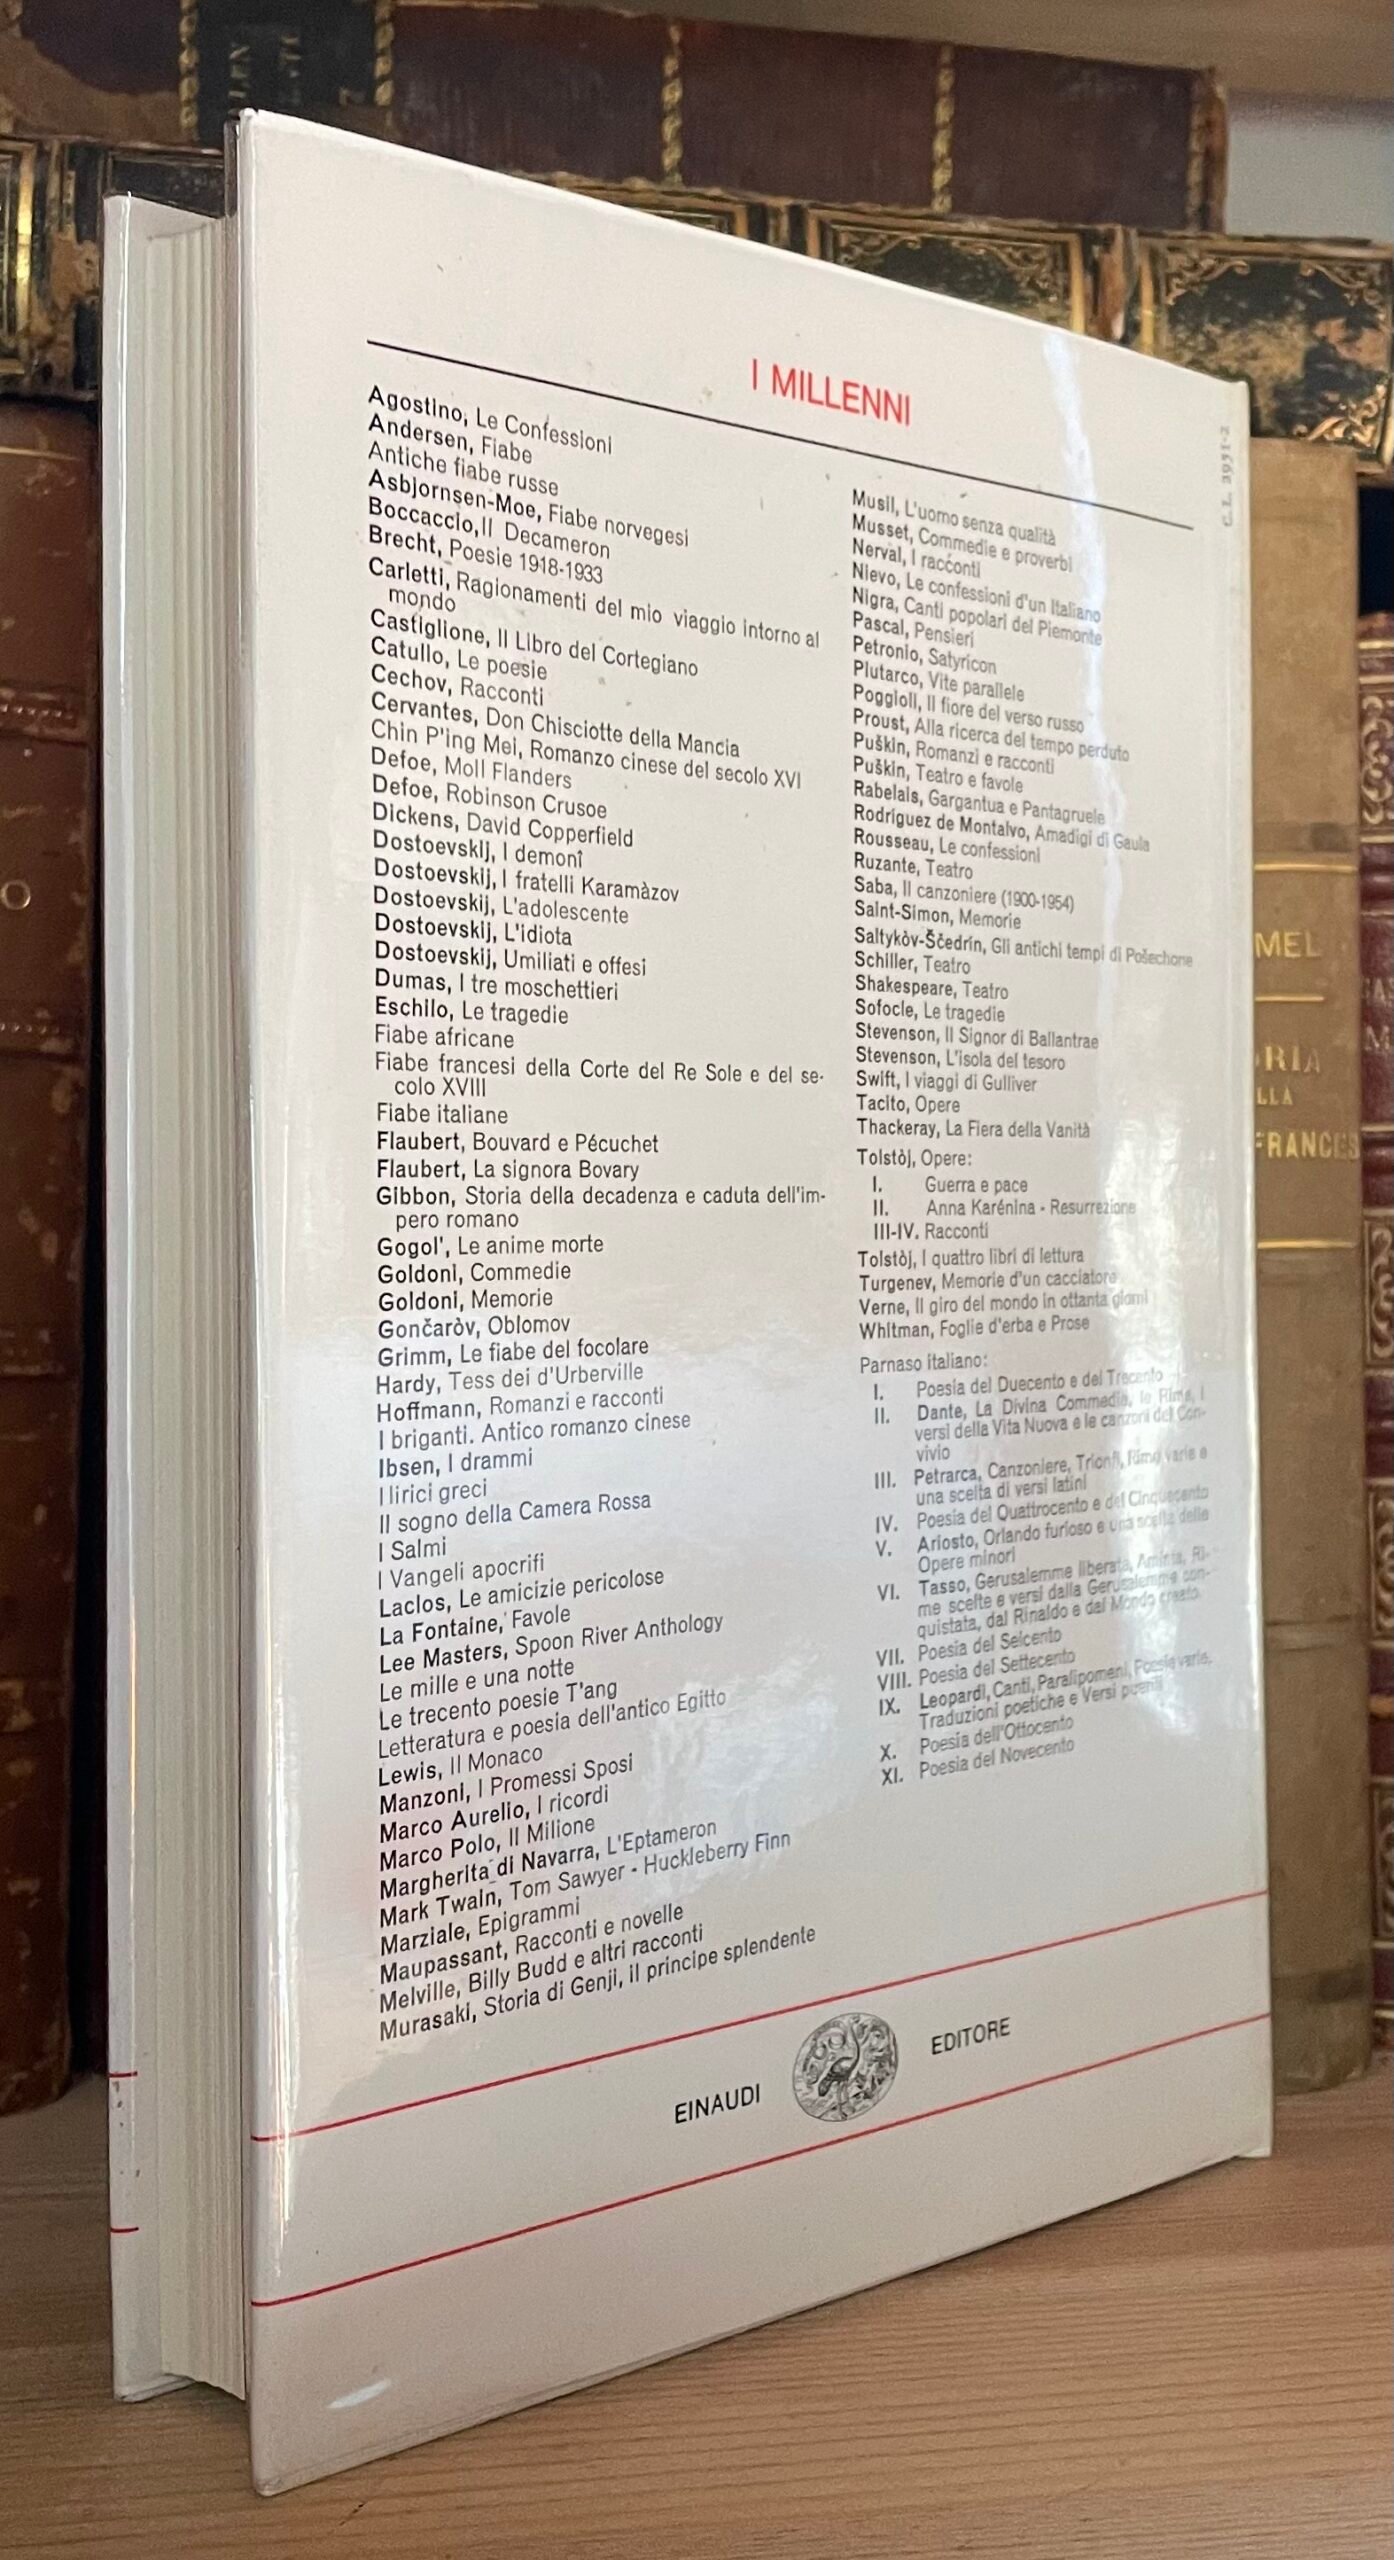 I MILLENNI
C. L. 3931-2
Agostino, Le Confessioni
Andersen, Fiabe
Antiche fiabe russe
Asbjornsen-Moe, Fiabe norvegesi
Boccaccio, Il Decameron
Brecht, Poesie 1918-1933
Carletti, Ragionamenti del mio viaggio intorno al
mondo
Castiglione, Il Libro del Cortegiano
Catullo, Le poesie
Cechov, Racconti
Cervantes, Don Chisciotte della Mancia
Chin P'ing Mei, Romanzo cinese del secolo XVI
Defoe, Moll Flanders
Defoe, Robinson Crusoe
Dickens, David Copperfield
Dostoevskij, I demonî
Dostoevskij, I fratelli Karamàzov
Dostoevskij, L'adolescente
Dostoevskij, L'idiota
Dostoevskij, Umiliati e offesi
Dumas, I tre moschettieri
Eschilo, Le tragedie
Fiabe africane
Fiabe francesi della Corte del Re Sole e del se-
colo XVIII
Fiabe italiane
Flaubert, Bouvard e Pécuchet
Flaubert, La signora Bovary
Gibbon, Storia della decadenza e caduta dell'im-
pero romano
Gogol', Le anime morte
Goldoni, Commedie
Goldoni, Memorie
Gončaròv, Oblomov
Grimm, Le fiabe del focolare
Hardy, Tess dei d'Urberville
Hoffmann, Romanzi e racconti
I briganti. Antico romanzo cinese
Ibsen, I drammi
I lirici greci
Il sogno della Camera Rossa
I Salmi
I Vangeli apocrifi
Laclos, Le amicizie pericolose
La Fontaine, Favole
Lee Masters, Spoon River Anthology
Le mille e una notte
Le trecento poesie T'ang
Letteratura e poesia dell'antico Egitto
Lewis, Il Monaco
Manzoni, I Promessi Sposi
Marco Aurelio, I ricordi
Marco Polo, Il Milione
Margherita di Navarra, L'Eptameron
Mark Twain, Tom Sawyer - Huckleberry Finn
Marziale, Epigrammi
Maupassant, Racconti e novelle
Melville, Billy Budd e altri racconti
Murasaki, Storia di Genji, il principe splendente
Musil, L'uomo senza qualità
Musset, Commedie e proverbi
Nerval, I racconti
Nievo, Le confessioni d'un Italiano
Nigra, Canti popolari del Piemonte
Pascal, Pensieri
Petronio, Satyricon
Plutarco, Vite parallele
Poggioli, Il fiore del verso russo
Proust, Alla ricerca del tempo perduto
Puškin, Romanzi e racconti
Puškin, Teatro e favole
Rabelais, Gargantua e Pantagruele
Rodríguez de Montalvo, Amadigi di Gaula
Rousseau, Le confessioni
Ruzante, Teatro
Saba, Il canzoniere (1900-1954)
Saint-Simon, Memorie
Saltykòv-Ščedrin, Gli antichi tempi di Pošechone
Schiller, Teatro
Shakespeare, Teatro
Sofocle, Le tragedie
Stevenson, Il Signor di Ballantrae
Stevenson, L'isola del tesoro
Swift, I viaggi di Gulliver
Tacito, Opere
Thackeray, La Fiera della Vanità
Tolstòj, Opere:
I. Guerra e pace
II. Anna Karénina - Resurrezione
III-IV. Racconti
Tolstòj, I quattro libri di lettura
Turgenev, Memorie d'un cacciatore
Verne, Il giro del mondo in ottanta giorni
Whitman, Foglie d'erba e Prose
Parnaso italiano:
I. Poesia del Duecento e del Trecento
II. Dante, La Divina Commedia, le Rime, i
versi della Vita Nuova e le canzoni del Con-
vivio
III. Petrarca, Canzoniere, Trionfi, Rime varie e
una scelta di versi latini
IV. Poesia del Quattrocento e del Cinquecento
V. Ariosto, Orlando furioso e una scelta delle
Opere minori
VI. Tasso, Gerusalemme liberata, Aminta, Ri-
me scelte e versi dalla Gerusalemme con-
quistata, dal Rinaldo e dal Mondo creato
VII. Poesia del Seicento
VIII. Poesia del Settecento
IX. Leopardi, Canti, Paralipomeni, Poesie varie,
Traduzioni poetiche e Versi puerili
X. Poesia dell'Ottocento
XI. Poesia del Novecento
EINAUDI EDITORE
MEL
ORIA
LLA
FRANCES